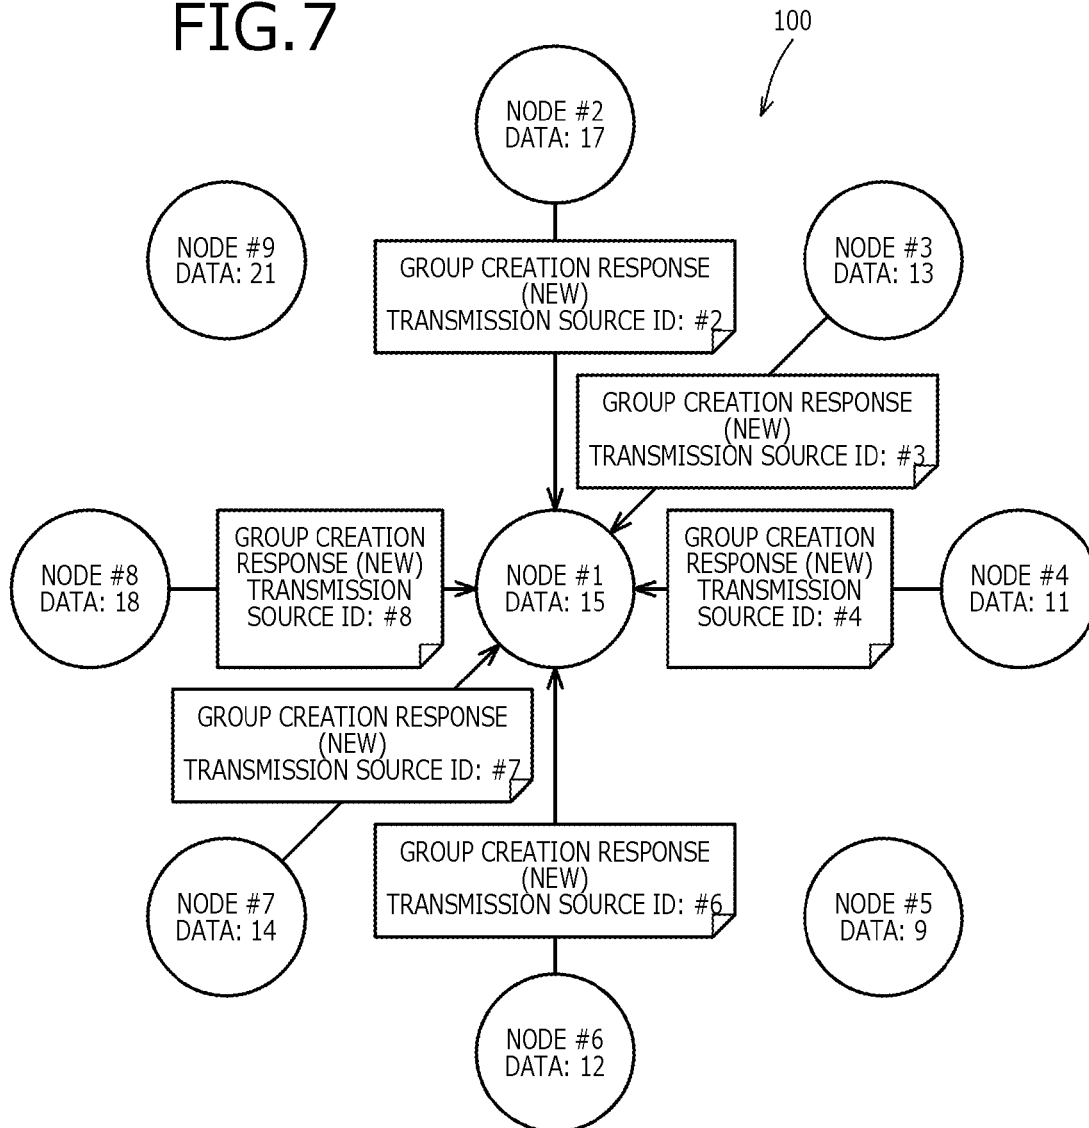 FIG.7
100
NODE #2
DATA: 17
NODE #9
DATA: 21
GROUP CREATION RESPONSE
(NEW)
TRANSMISSION SOURCE ID: #2
NODE #3
DATA: 13
GROUP CREATION RESPONSE
(NEW)
TRANSMISSION SOURCE ID: #3
NODE #8
DATA: 18
GROUP CREATION
RESPONSE (NEW)
TRANSMISSION
SOURCE ID: #8
NODE #1
DATA: 15
GROUP CREATION
RESPONSE (NEW)
TRANSMISSION
SOURCE ID: #4
NODE #4
DATA: 11
GROUP CREATION RESPONSE
(NEW)
TRANSMISSION SOURCE ID: #7
NODE #7
DATA: 14
GROUP CREATION RESPONSE
(NEW)
TRANSMISSION SOURCE ID: #6
NODE #5
DATA: 9
NODE #6
DATA: 12